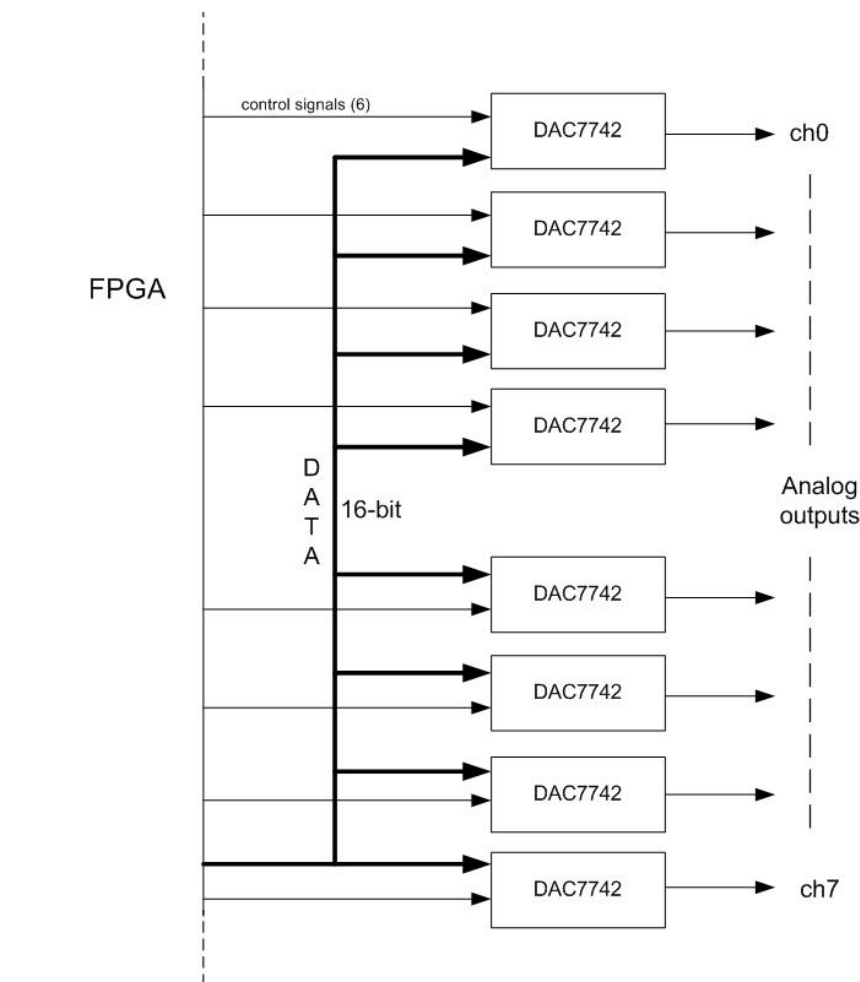 control signals (6)
DAC7742
ch0
DAC7742
FPGA
DAC7742
DAC7742
D
A
T
A
16-bit
Analog
outputs
DAC7742
DAC7742
DAC7742
DAC7742
ch7